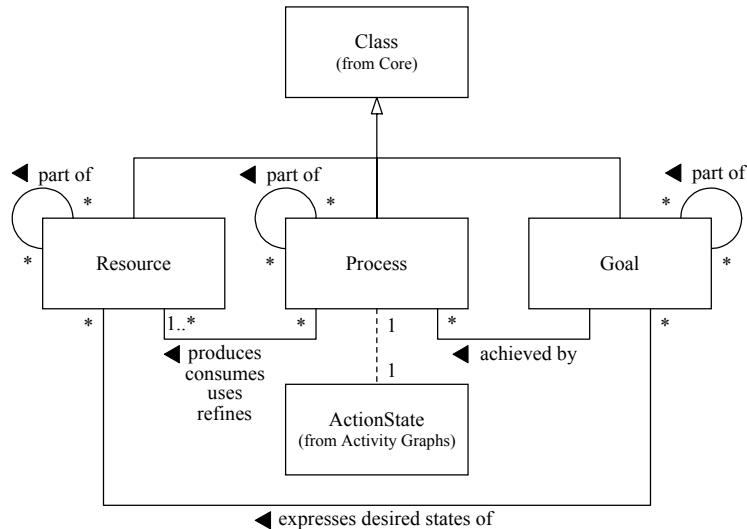 Class
(from Core)
◀ part of
◀ part of
◀ part of
*
*
*
*
*
*
Resource
Process
Goal
*
1..*
*
1
*
*
◀ produces
consumes
uses
refines
◀ achieved by
1
ActionState
(from Activity Graphs)
◀ expresses desired states of